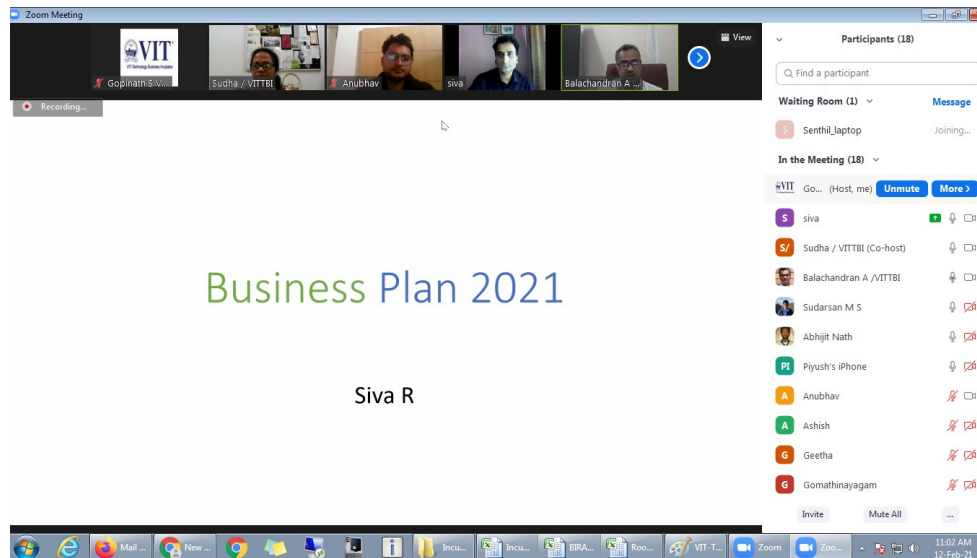 Zoom Meeting
VIT
Gopinath.S V...
Sudha / VITTBI
Anubhav
siva
Balachandran A ...
View
Recording...
Business Plan 2021
Siva R
Participants (18)
Find a participant
Waiting Room (1)
Message
Senthil_laptop
Joining...
In the Meeting (18)
VIT
Go... (Host, me)
Unmute
More >
S
siva
S/
Sudha / VITTBI (Co-host)
Balachandran A /VITTBI
Sudarsan M S
Abhijit Nath
PI
Piyush's iPhone
A
Anubhav
A
Ashish
G
Geetha
G
Gomathinayagam
Invite
Mute All
...
Mail ...
New ...
Incu...
Incu...
BIRA...
Roo...
VIT-T...
Zoom
Zoo...
11:02 AM